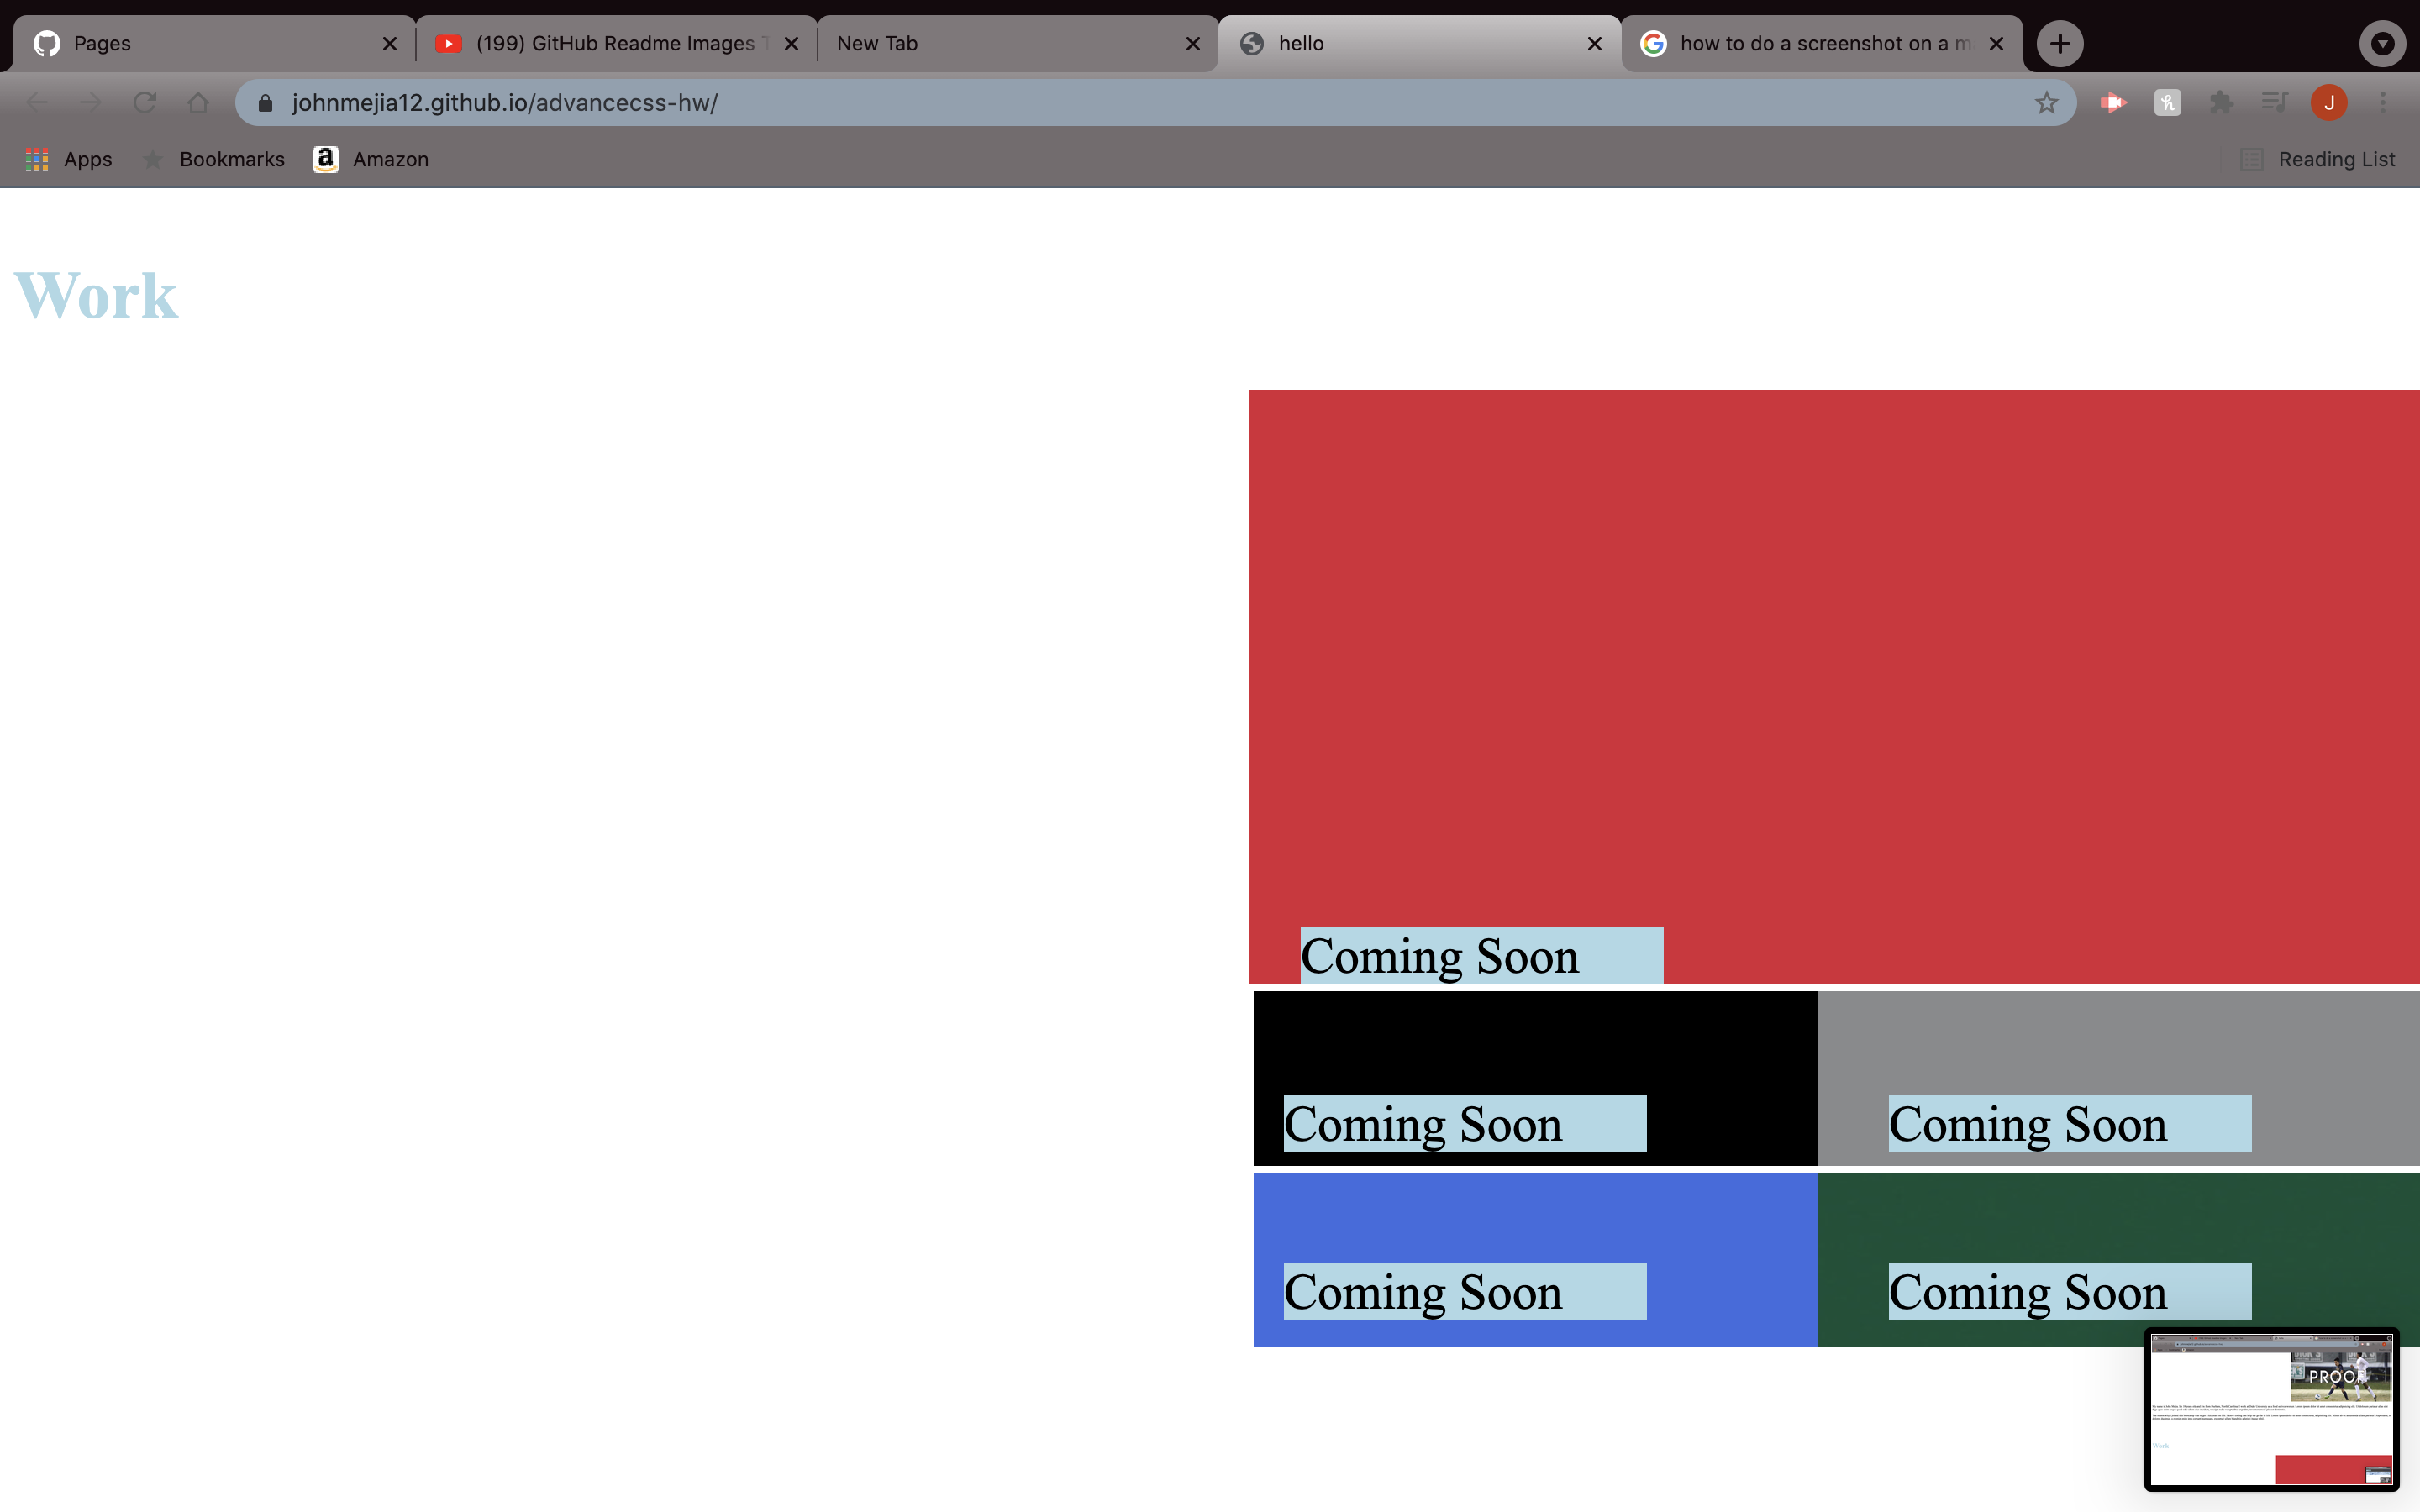 Pages
(199) GitHub Readme Images
New Tab
hello
how to do a screenshot on a m
johnmejia12.github.io/advancecss-hw/
J
Apps
Bookmarks
Amazon
Reading List
Work
Coming Soon
Coming Soon
Coming Soon
Coming Soon
Coming Soon
PROOF
Work